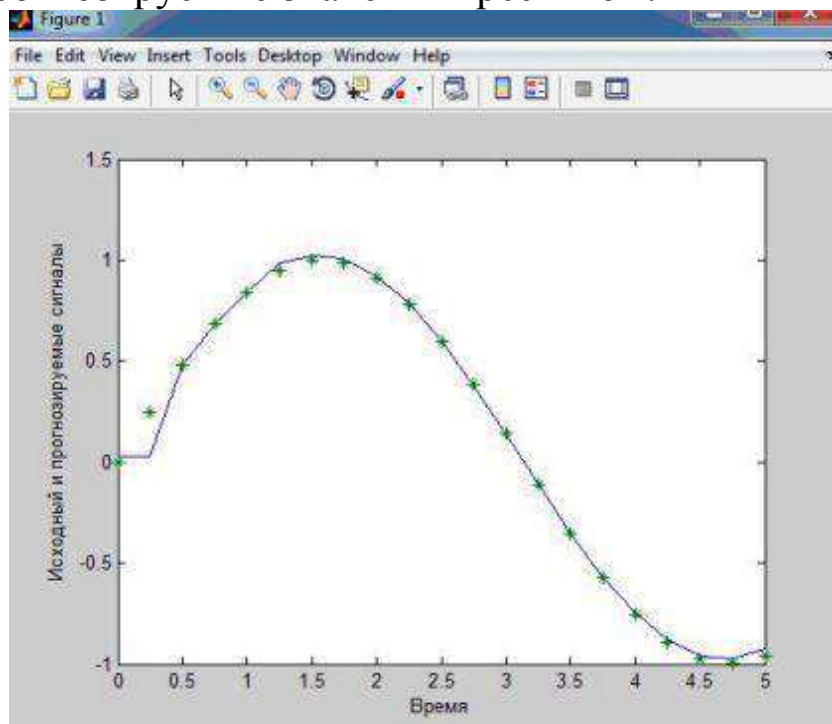 Figure 1
File Edit View Insert Tools Desktop Window Help
1.5
1
0.5
0
-0.5
-1
0 0.5 1 1.5 2 2.5 3 3.5 4 4.5 5
Исходный и прогнозируемые сигналы
Время